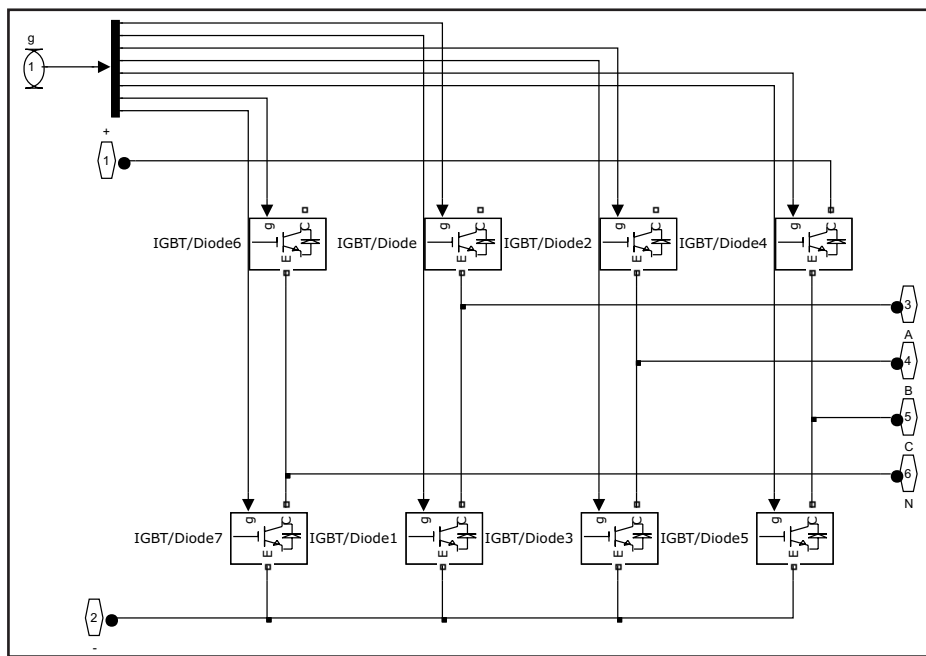 g
1
+
1
g C
g C
g C
g C
IGBT/Diode6 IGBT/Diode IGBT/Diode2 IGBT/Diode4
E
E
E
E
3
A
4
B
5
C
6
N
g C
g C
g C
g C
IGBT/Diode7 IGBT/Diode1 IGBT/Diode3 IGBT/Diode5
E
E
E
E
2
-